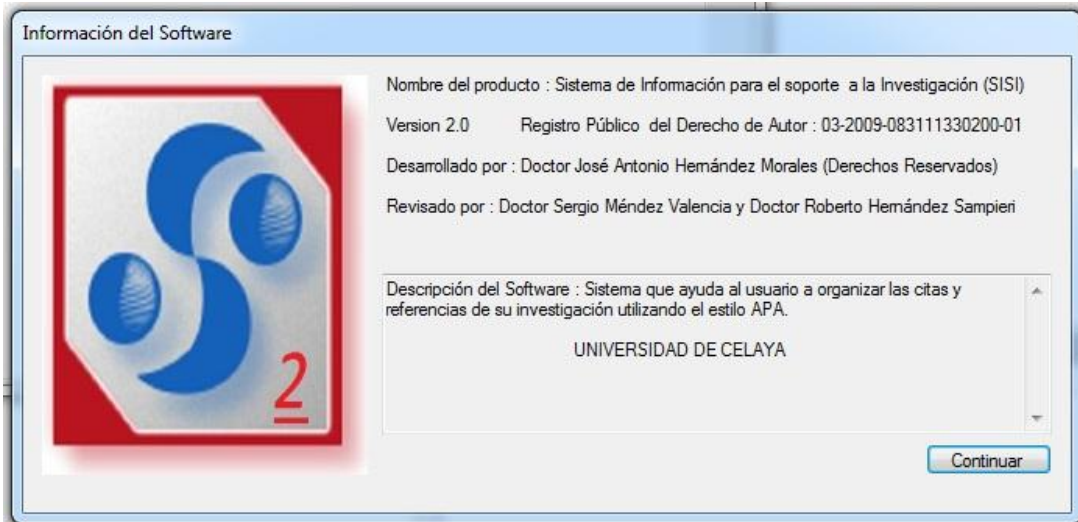 Información del Software
Nombre del producto : Sistema de Información para el soporte a la Investigación (SISI)
Version 2.0 Registro Público del Derecho de Autor : 03-2009-083111330200-01
Desarrollado por : Doctor José Antonio Hernández Morales (Derechos Reservados)
Revisado por : Doctor Sergio Méndez Valencia y Doctor Roberto Hernández Sampieri
Descripción del Software : Sistema que ayuda al usuario a organizar las citas y
referencias de su investigación utilizando el estilo APA.
UNIVERSIDAD DE CELAYA
2
Continuar